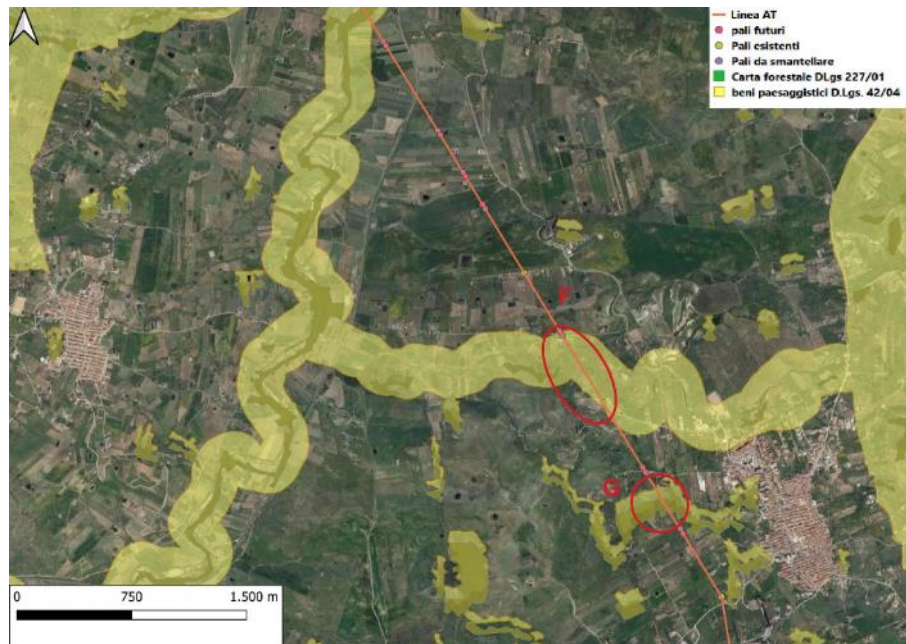 Linea AT
pali futuri
Pali esistenti
Pali da smantellare
Carta forestale DLgs 227/01
beni paesaggistici D.Lgs. 42/04
F
G
0 750 1.500 m